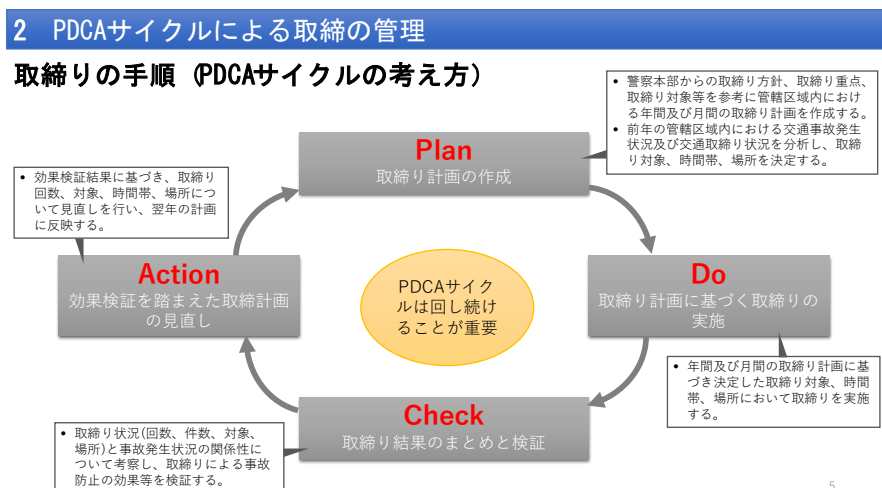 2 PDCAサイクルによる取締の管理
取締りの手順（PDCAサイクルの考え方）
• 警察本部からの取締り方針、取締り重点、
取締り対象等を参考に管轄区域内におけ
る年間及び月間の取締り計画を作成する。
• 前年の管轄区域内における交通事故発生
状況及び交通取締り状況を分析し、取締
り対象、時間帯、場所を決定する。
Plan
取締り計画の作成
• 効果検証結果に基づき、取締り
回数、対象、時間帯、場所につ
いて見直しを行い、翌年の計画
に反映する。
Action
効果検証を踏まえた取締計画
の見直し
PDCAサイク
ルは回し続け
ることが重要
Do
取締り計画に基づく取締りの
実施
• 年間及び月間の取締り計画に基
づき決定した取締り対象、時間
帯、場所において取締りを実施
する。
Check
取締り結果のまとめと検証
• 取締り状況(回数、件数、対象、
場所)と事故発生状況の関係性に
ついて考察し、取締りによる事故
防止の効果等を検証する。
5